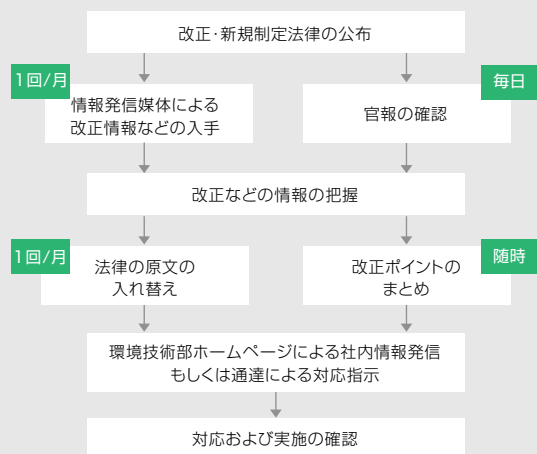 改正・新規制定法律の公布
1回/月
情報発信媒体による
改正情報などの入手
毎日
官報の確認
改正などの情報の把握
1回/月
法律の原文の
入れ替え
随時
改正ポイントの
まとめ
環境技術部ホームページによる社内情報発信
もしくは通達による対応指示
対応および実施の確認